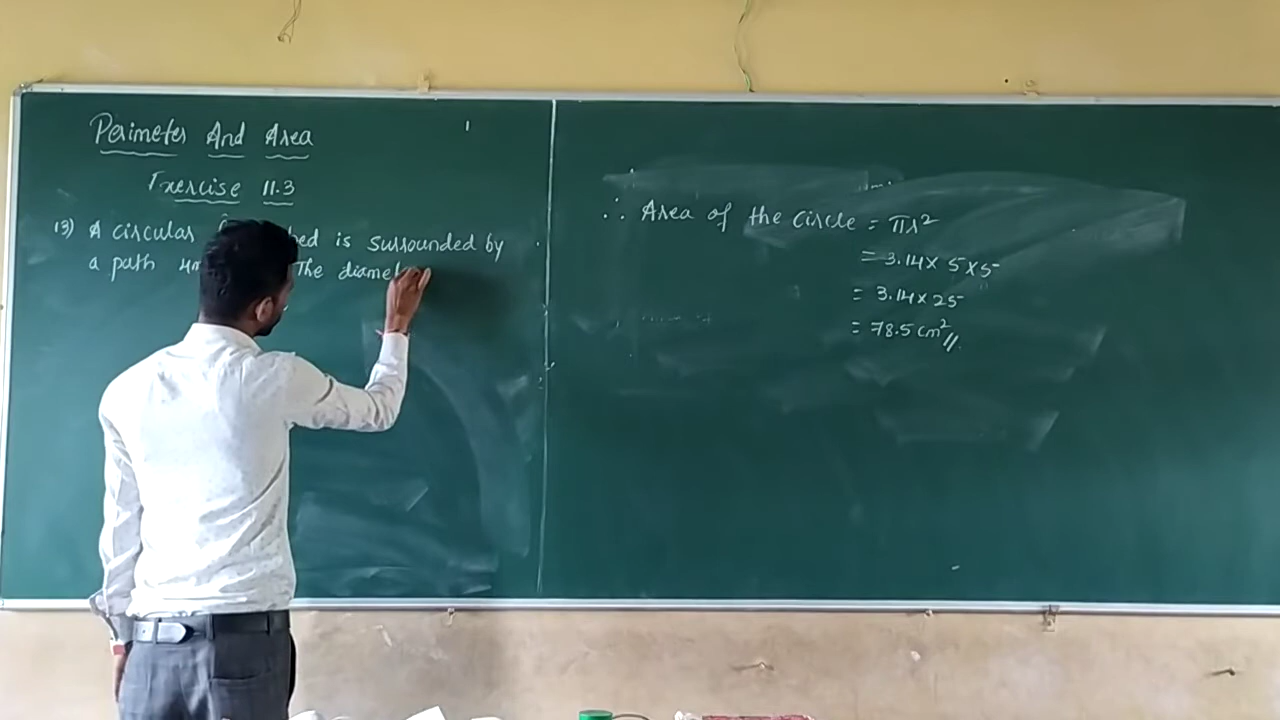 Perimeter And Area
Exercise 11.3
13) A circular bed is surrounded by
a path 4m The diamet
∴ Area of the circle = πr²
= 3.14 × 5 × 5
= 3.14 × 25
= 78.5 cm² //.